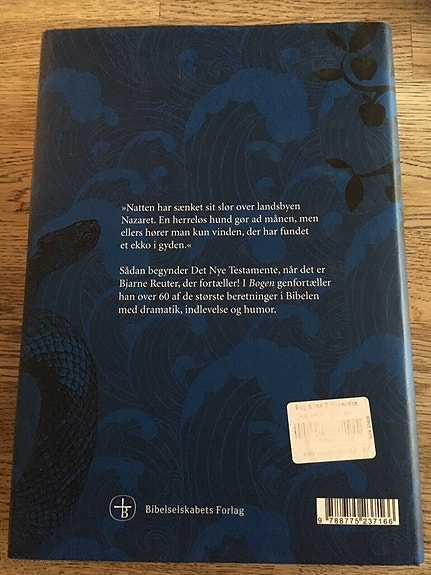 »Natten har sænket sit slør over landsbyen
Nazaret. En herreløs hund gør ad månen, men
ellers hører man kun vinden, der har fundet
et ekko i gyden.«
Sådan begynder Det Nye Testamente, når det er
Bjarne Reuter, der fortæller! I Bogen genfortæller
han over 60 af de største beretninger i Bibelen
med dramatik, indlevelse og humor.
B
Bibelselskabets Forlag
9 788775 237166